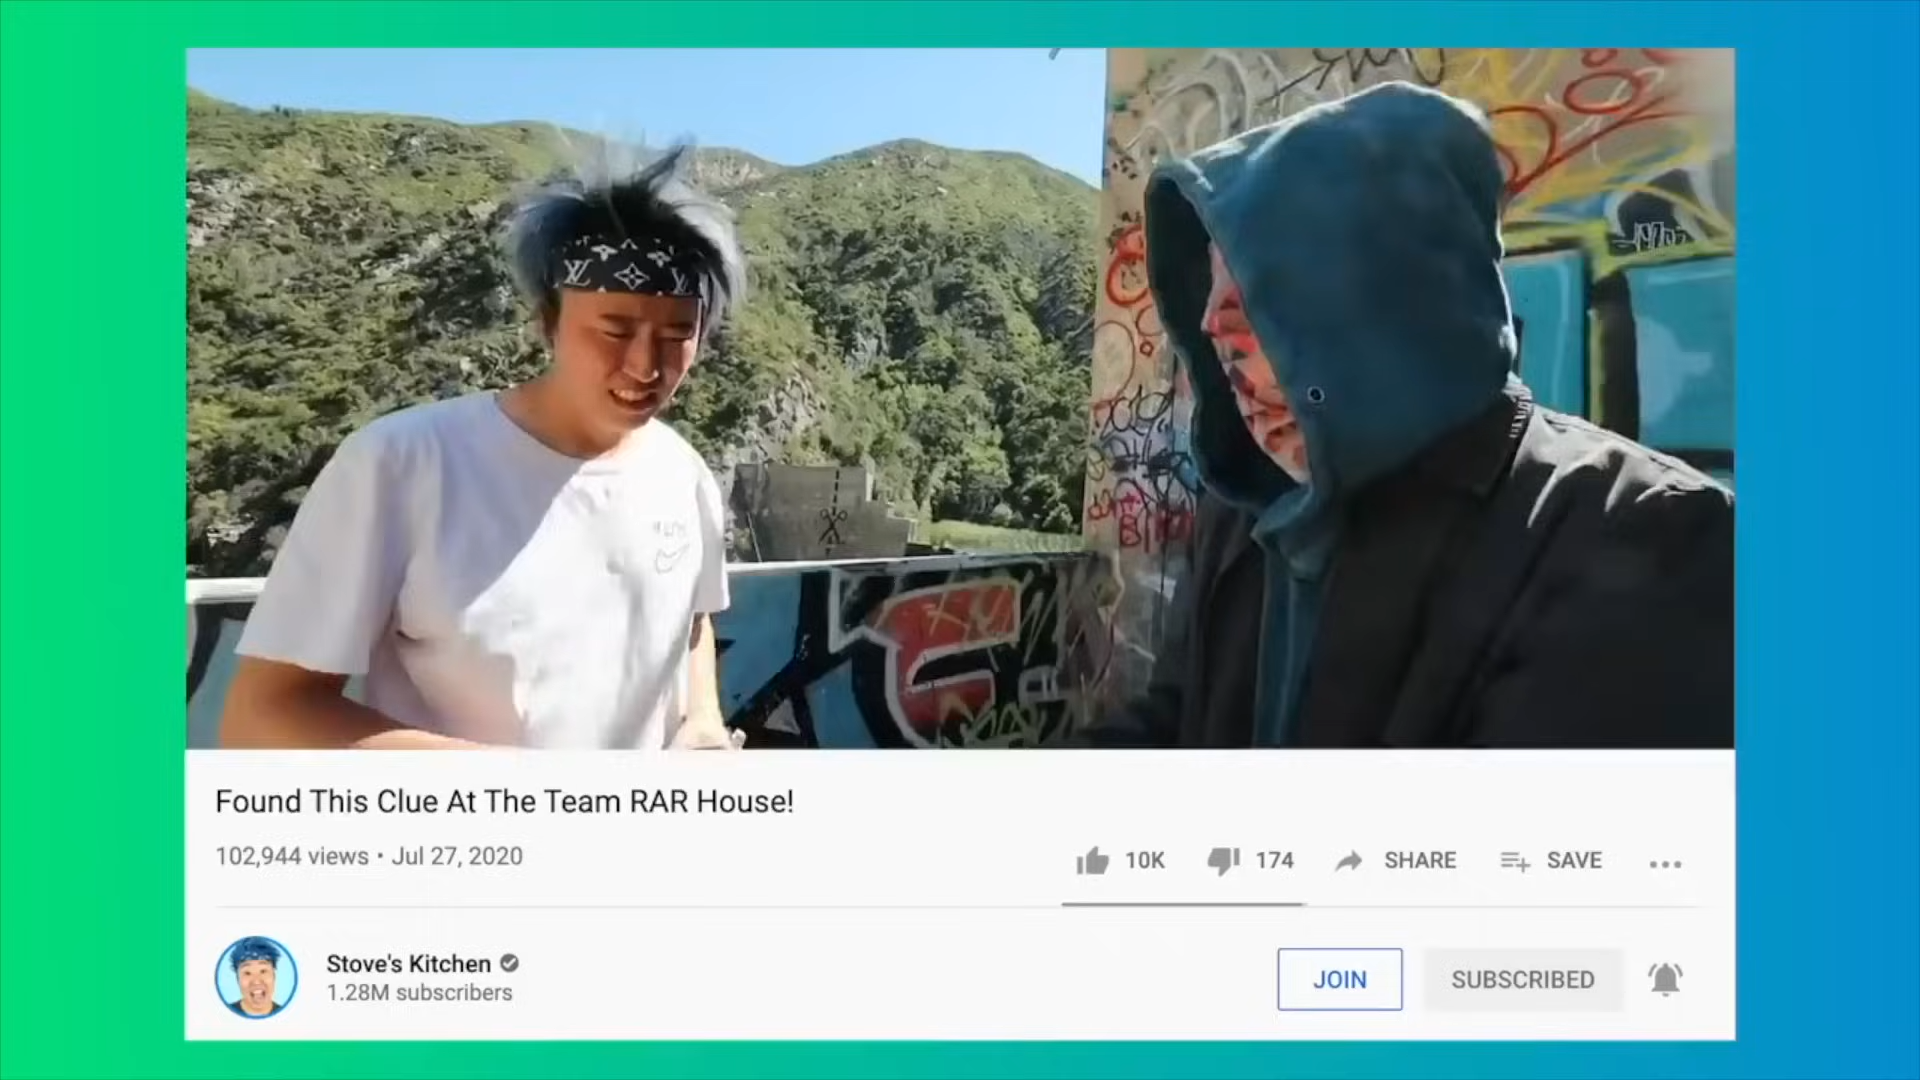 Found This Clue At The Team RAR House!
102,944 views • Jul 27, 2020
10K
174
SHARE
SAVE
Stove's Kitchen
1.28M subscribers
JOIN
SUBSCRIBED